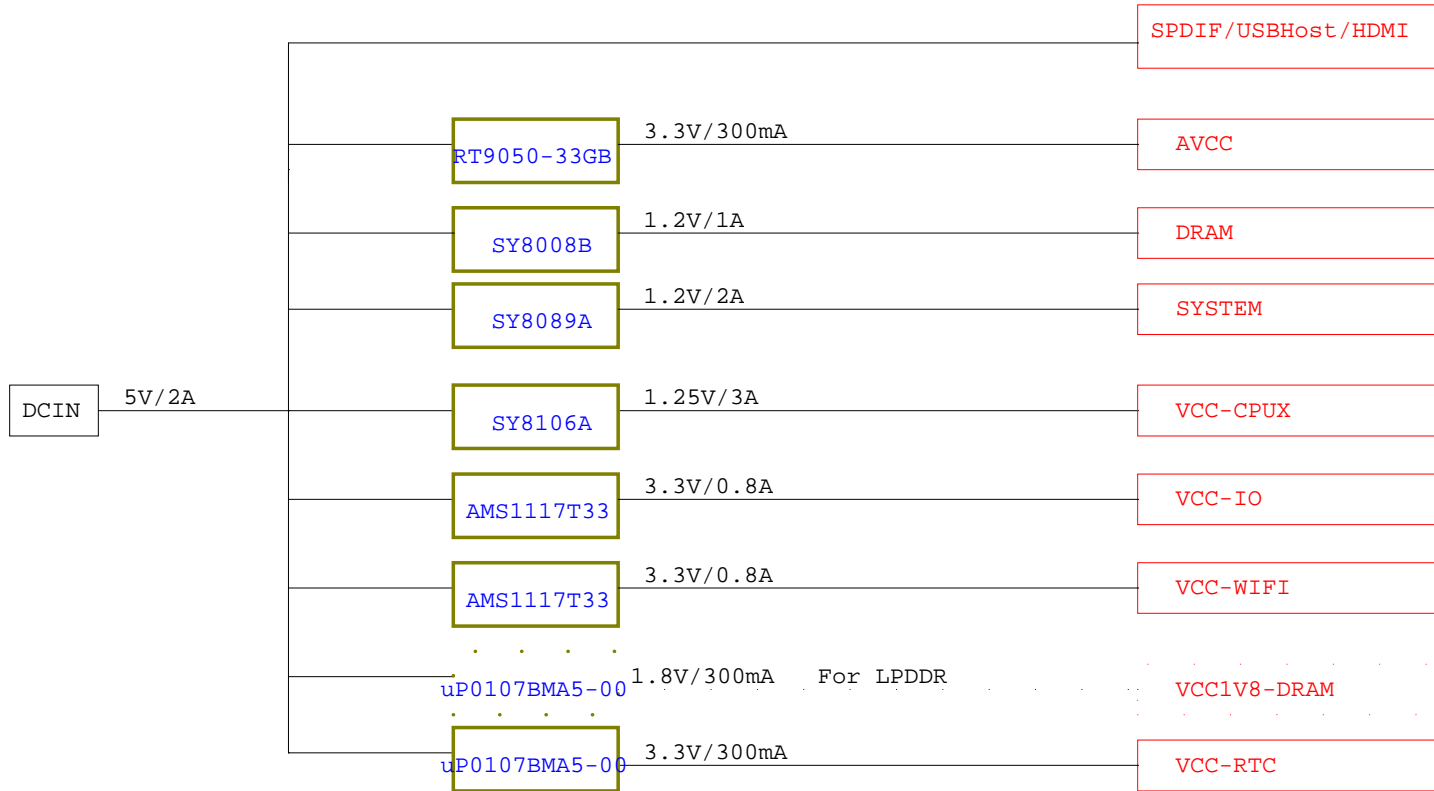 SPDIF/USBHost/HDMI
3.3V/300mA
RT9050-33GB
AVCC
1.2V/1A
SY8008B
DRAM
1.2V/2A
SY8089A
SYSTEM
DCIN
5V/2A
1.25V/3A
SY8106A
VCC-CPUX
3.3V/0.8A
AMS1117T33
VCC-IO
3.3V/0.8A
AMS1117T33
VCC-WIFI
1.8V/300mA For LPDDR
uP0107BMA5-00
VCC1V8-DRAM
3.3V/300mA
uP0107BMA5-00
VCC-RTC